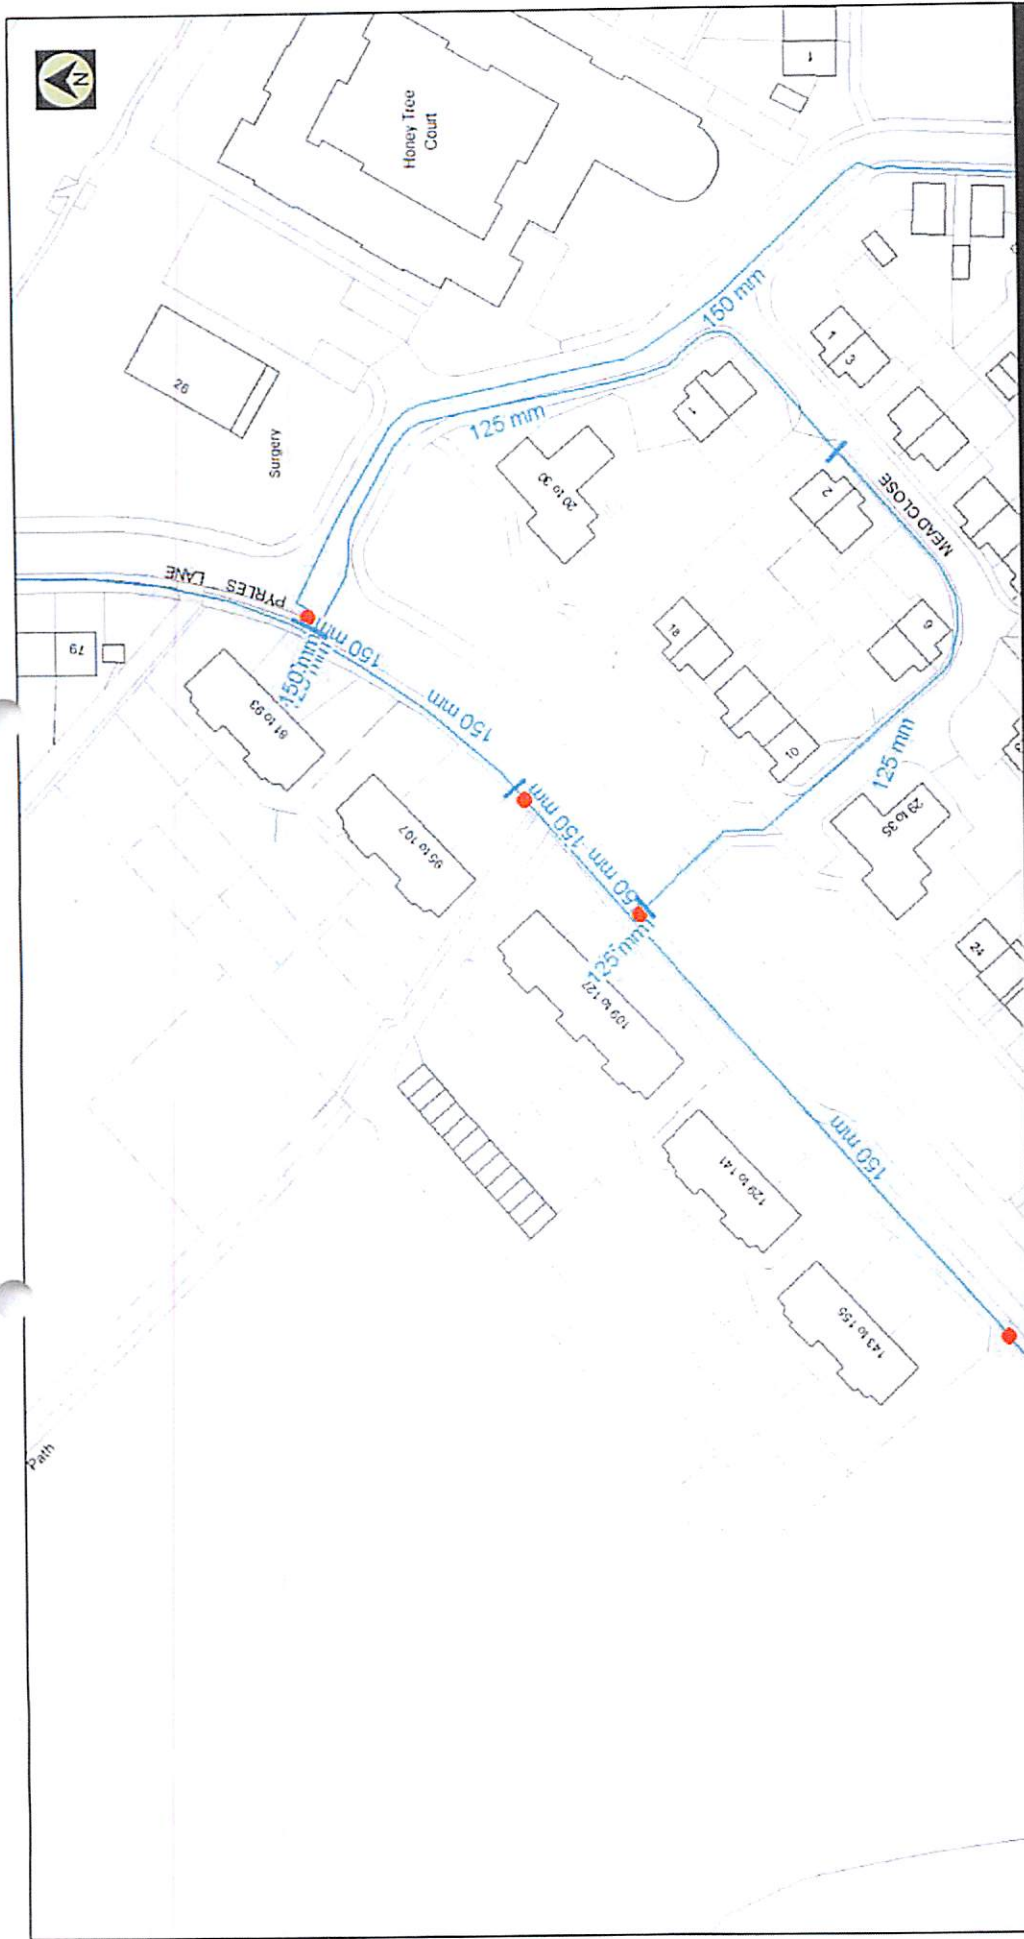 N
Honey Tree
Court
1
26
Surgery
PYRLES LANE
79
81 to 93
95 to 107
109 to 127
129 to 141
143 to 155
150 mm
150 mm
150 mm
150 mm
150 mm
150 mm
125 mm
150 mm
125 mm
125 mm
150 mm
1
3
1
2
MEAD CLOSE
20 to 30
18
10
9
29 to 35
24
Path